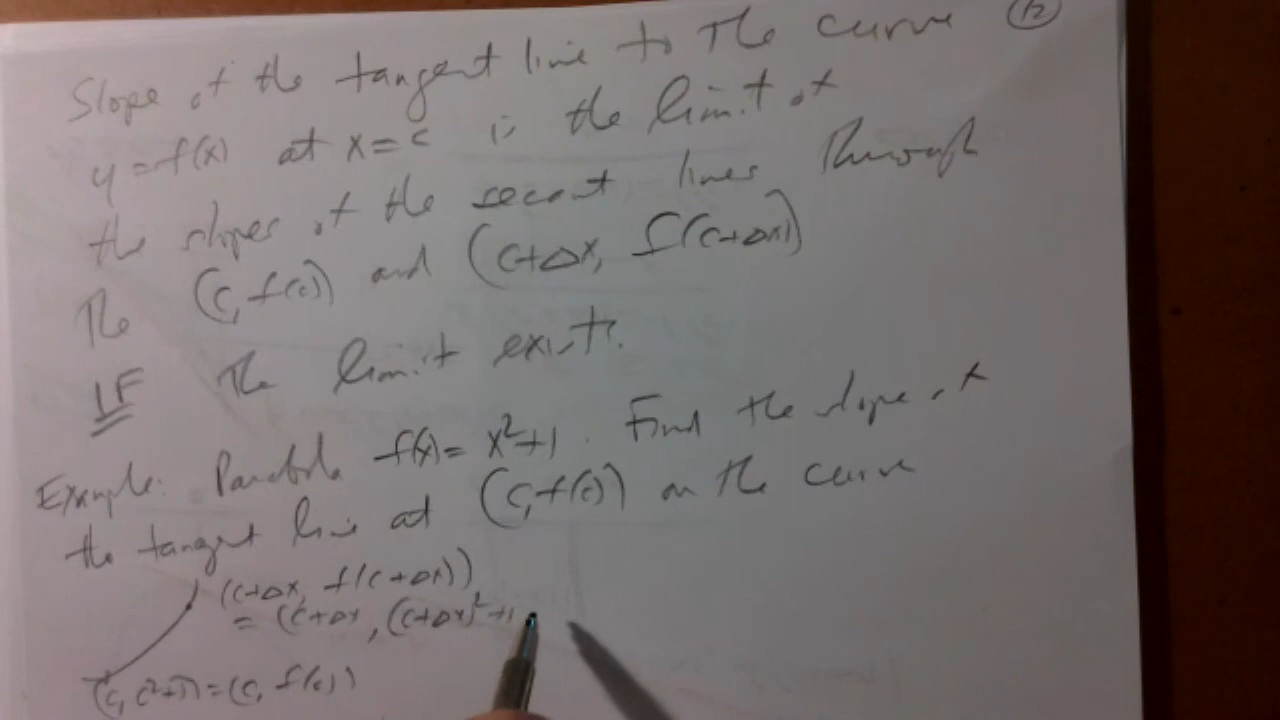 Slope of the tangent line to The curve 12
y = f(x) at x = c is the limit of
the slopes of the secant lines Through
The (c, f(c)) and (c+Δx, f(c+Δx))
IF The limit exists.
Example: Parabola f(x) = x²+1. Find the slope of
the tangent line at (c, f(c)) on the curve
(c+Δx, f(c+Δx))
= (c+Δx, (c+Δx)²+1
(c, c²+1) = (c, f(c))